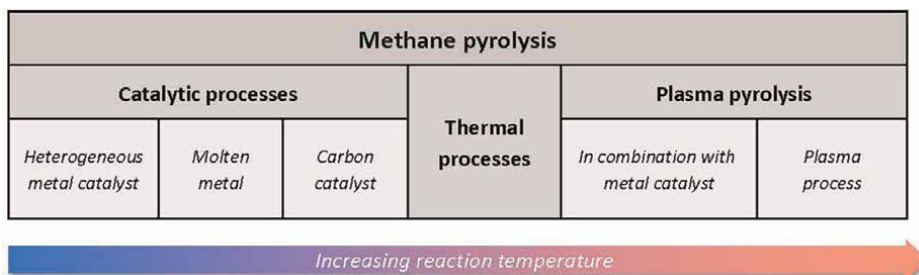 Methane pyrolysis
Catalytic processes
Thermal
processes
Plasma pyrolysis
Heterogeneous
metal catalyst
Molten
metal
Carbon
catalyst
In combination with
metal catalyst
Plasma
process
Increasing reaction temperature